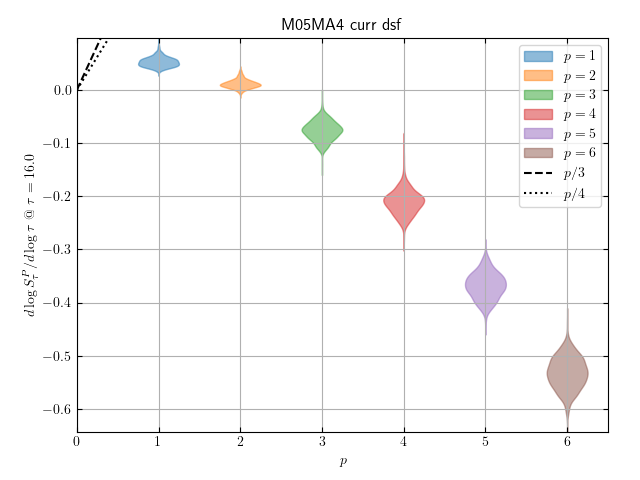 M05MA4 curr dsf
d log S_τ^P / d log τ @ τ = 16.0
0.0
−0.1
−0.2
−0.3
−0.4
−0.5
−0.6
0 1 2 3 4 5 6
p
p = 1
p = 2
p = 3
p = 4
p = 5
p = 6
p/3
p/4